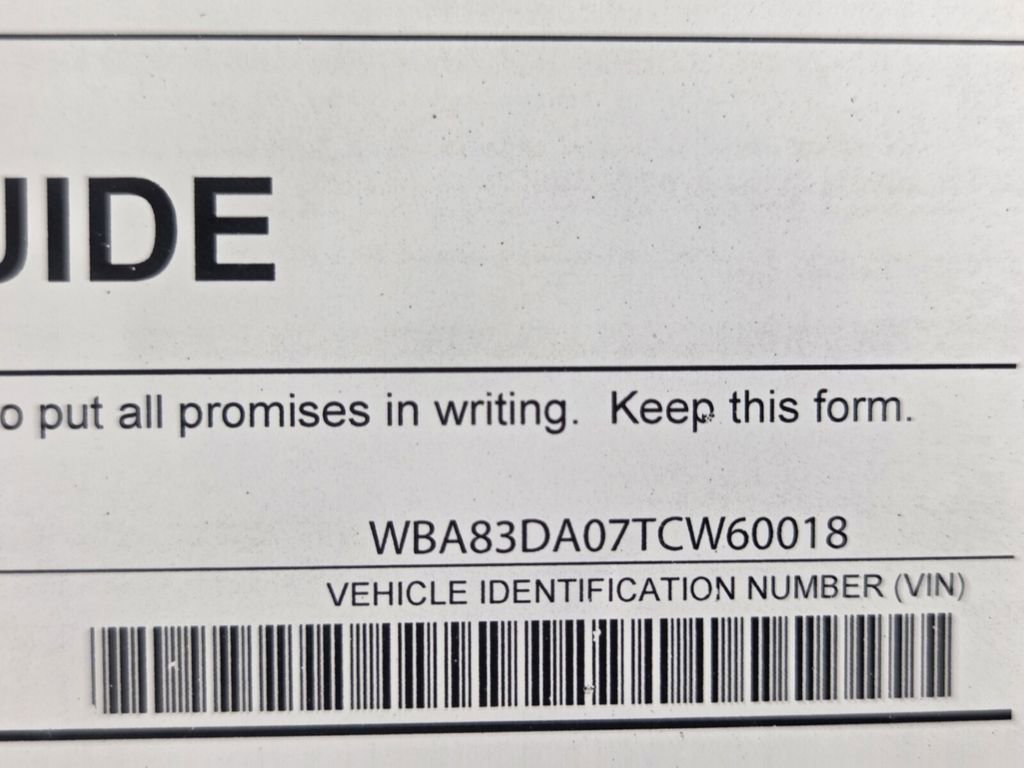 UIDE
o put all promises in writing. Keep this form.
WBA83DA07TCW60018
VEHICLE IDENTIFICATION NUMBER (VIN)